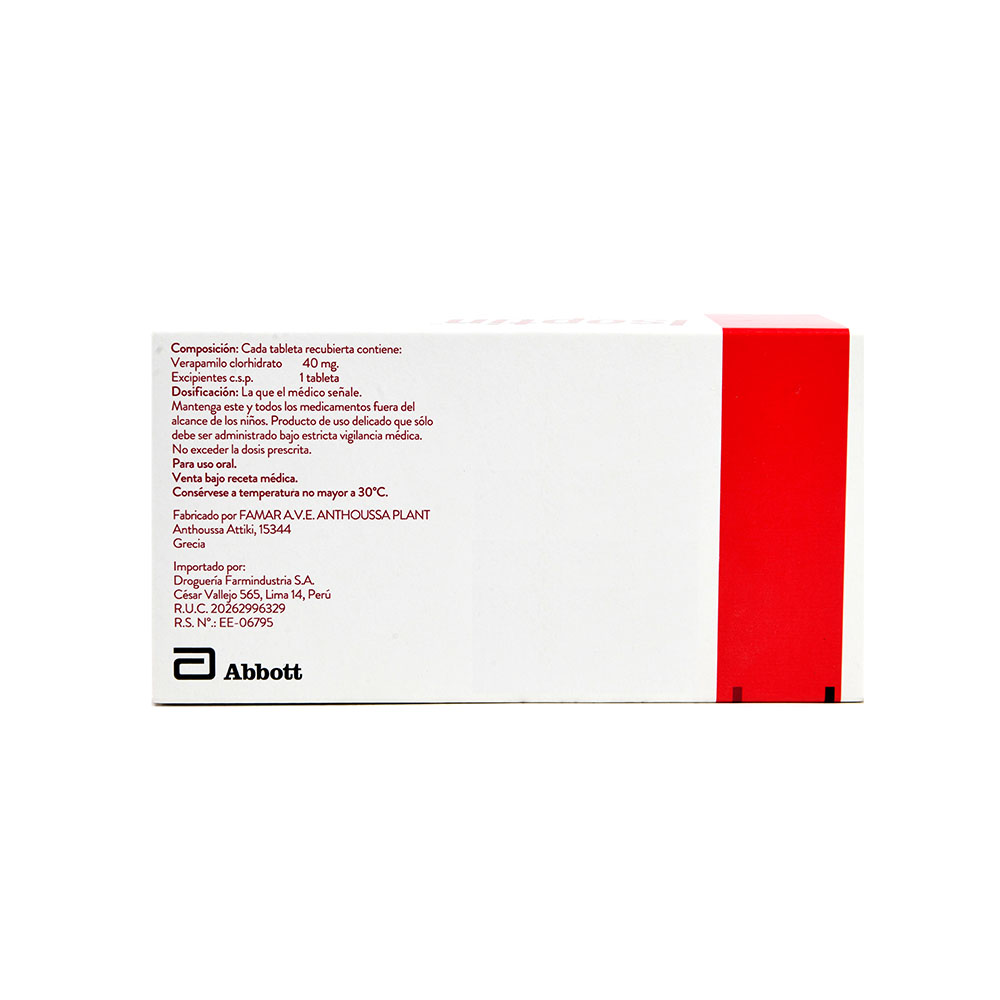 Isoptin
Composición: Cada tableta recubierta contiene:
Verapamilo clorhidrato 40 mg.
Excipientes c.s.p. 1 tableta
Dosificación: La que el médico señale.
Mantenga este y todos los medicamentos fuera del
alcance de los niños. Producto de uso delicado que sólo
debe ser administrado bajo estricta vigilancia médica.
No exceder la dosis prescrita.
Para uso oral.
Venta bajo receta médica.
Consérvese a temperatura no mayor a 30°C.
Fabricado por FAMAR A.V.E. ANTHOUSSA PLANT
Anthoussa Attiki, 15344
Grecia
Importado por:
Droguería Farmindustria S.A.
César Vallejo 565, Lima 14, Perú
R.U.C. 20262996329
R.S. N°.: EE-06795
Abbott